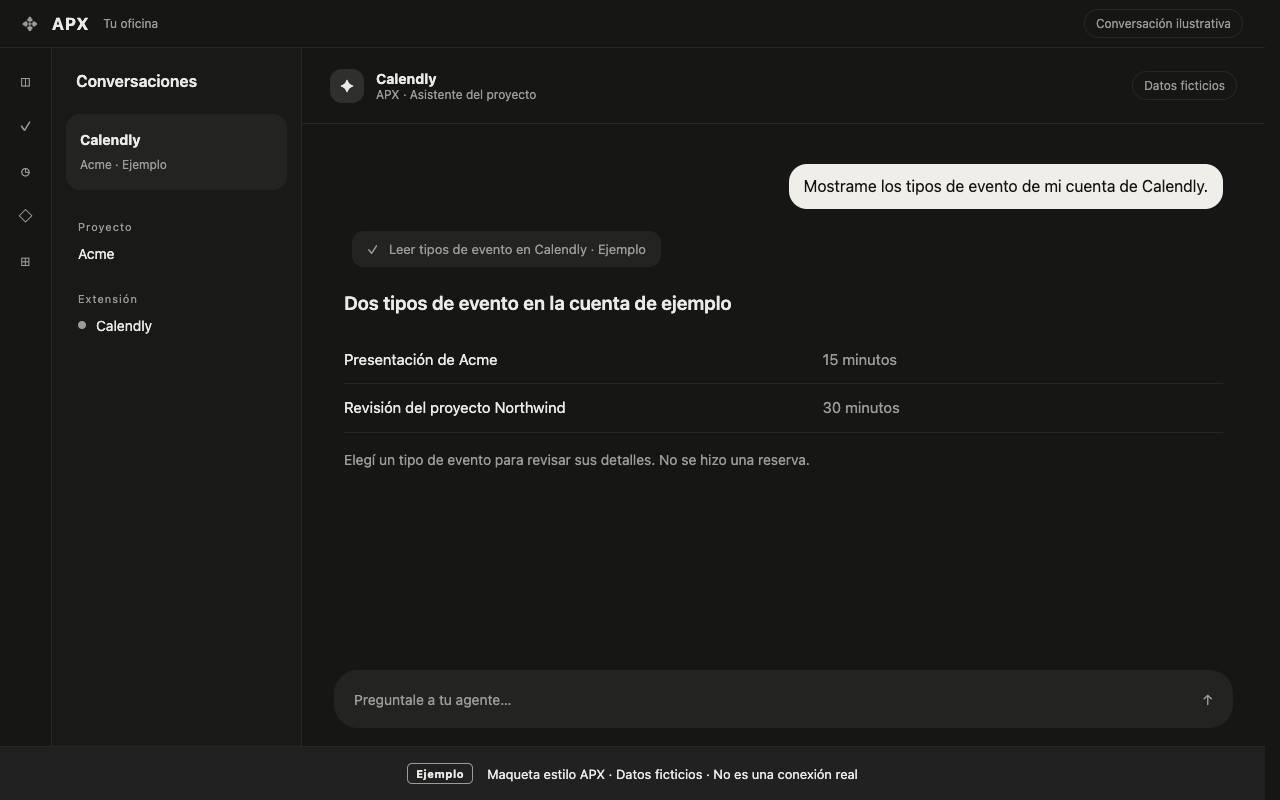 APX Tu oficina
Conversación ilustrativa
Conversaciones
Calendly
Acme · Ejemplo
Proyecto
Acme
Extensión
Calendly
Calendly
APX · Asistente del proyecto
Datos ficticios
Mostrame los tipos de evento de mi cuenta de Calendly.
Leer tipos de evento en Calendly · Ejemplo
Dos tipos de evento en la cuenta de ejemplo
Presentación de Acme 15 minutos
Revisión del proyecto Northwind 30 minutos
Elegí un tipo de evento para revisar sus detalles. No se hizo una reserva.
Preguntale a tu agente...
Ejemplo Maqueta estilo APX · Datos ficticios · No es una conexión real